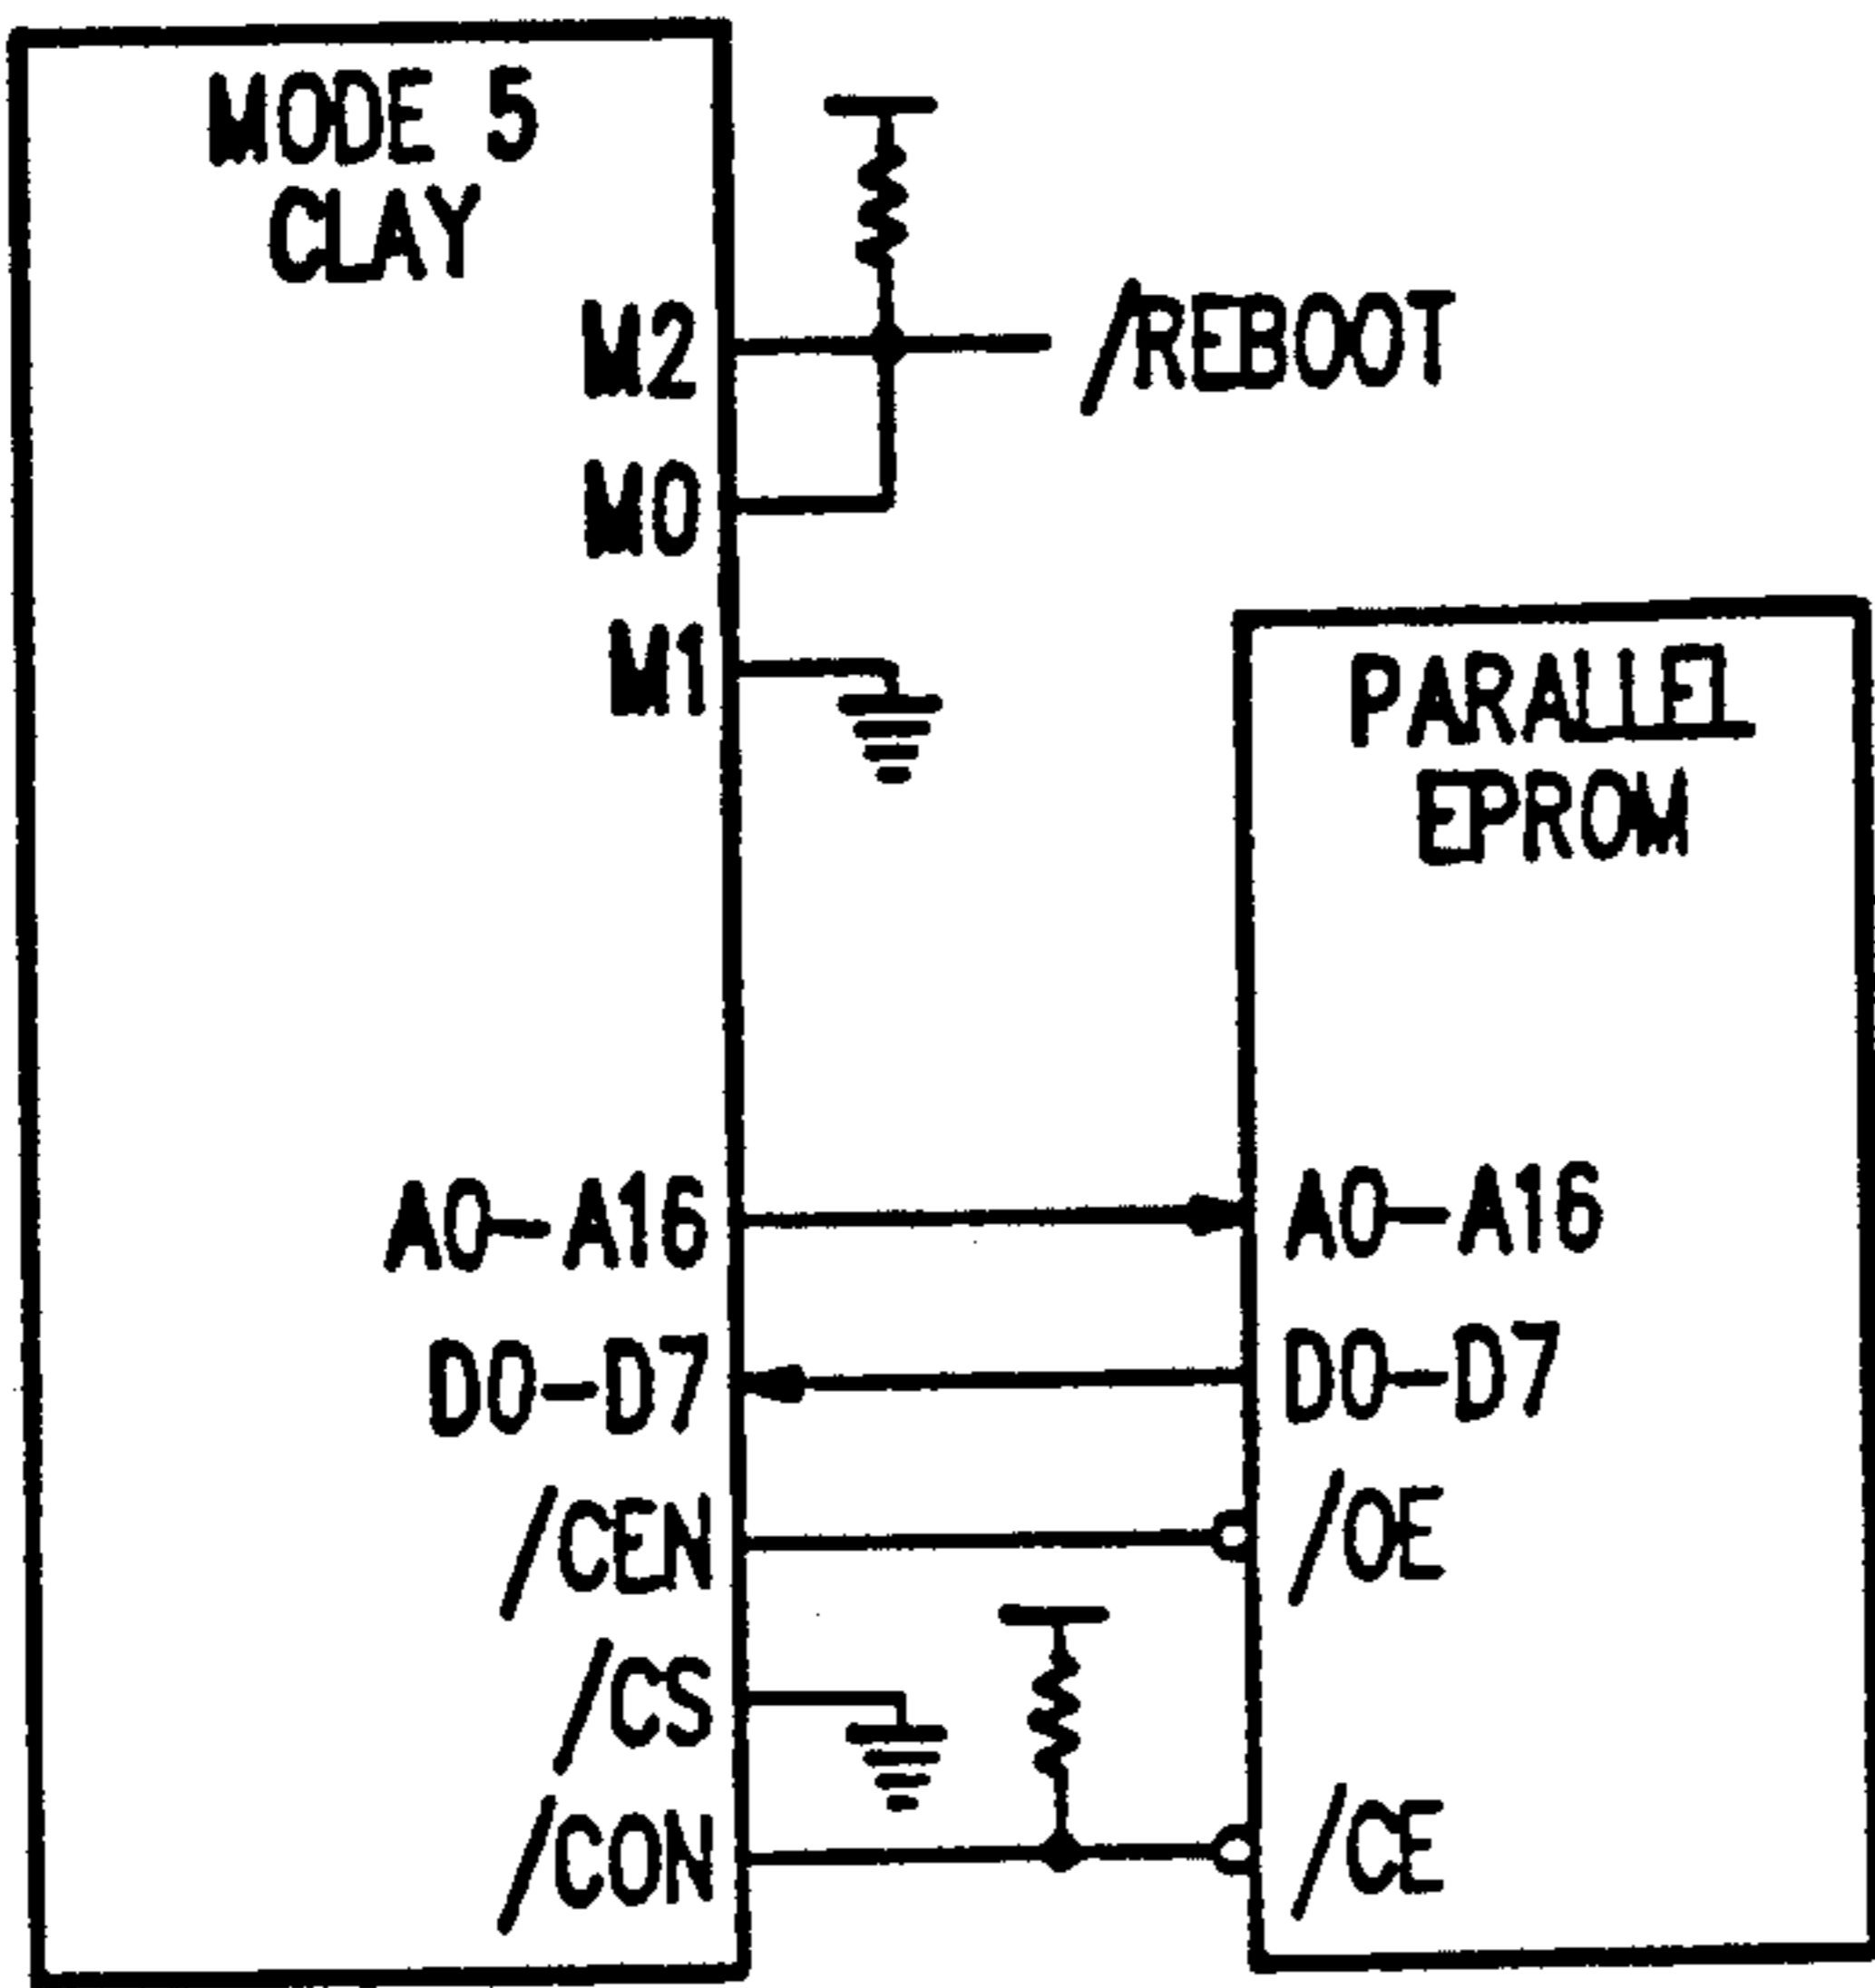 MODE 5
CLAY
M2
/REBOOT
M0
M1
PARALLEL
EPROM
A0-A16
A0-A16
D0-D7
D0-D7
/CEN
/OE
/CS
/CON
/CE